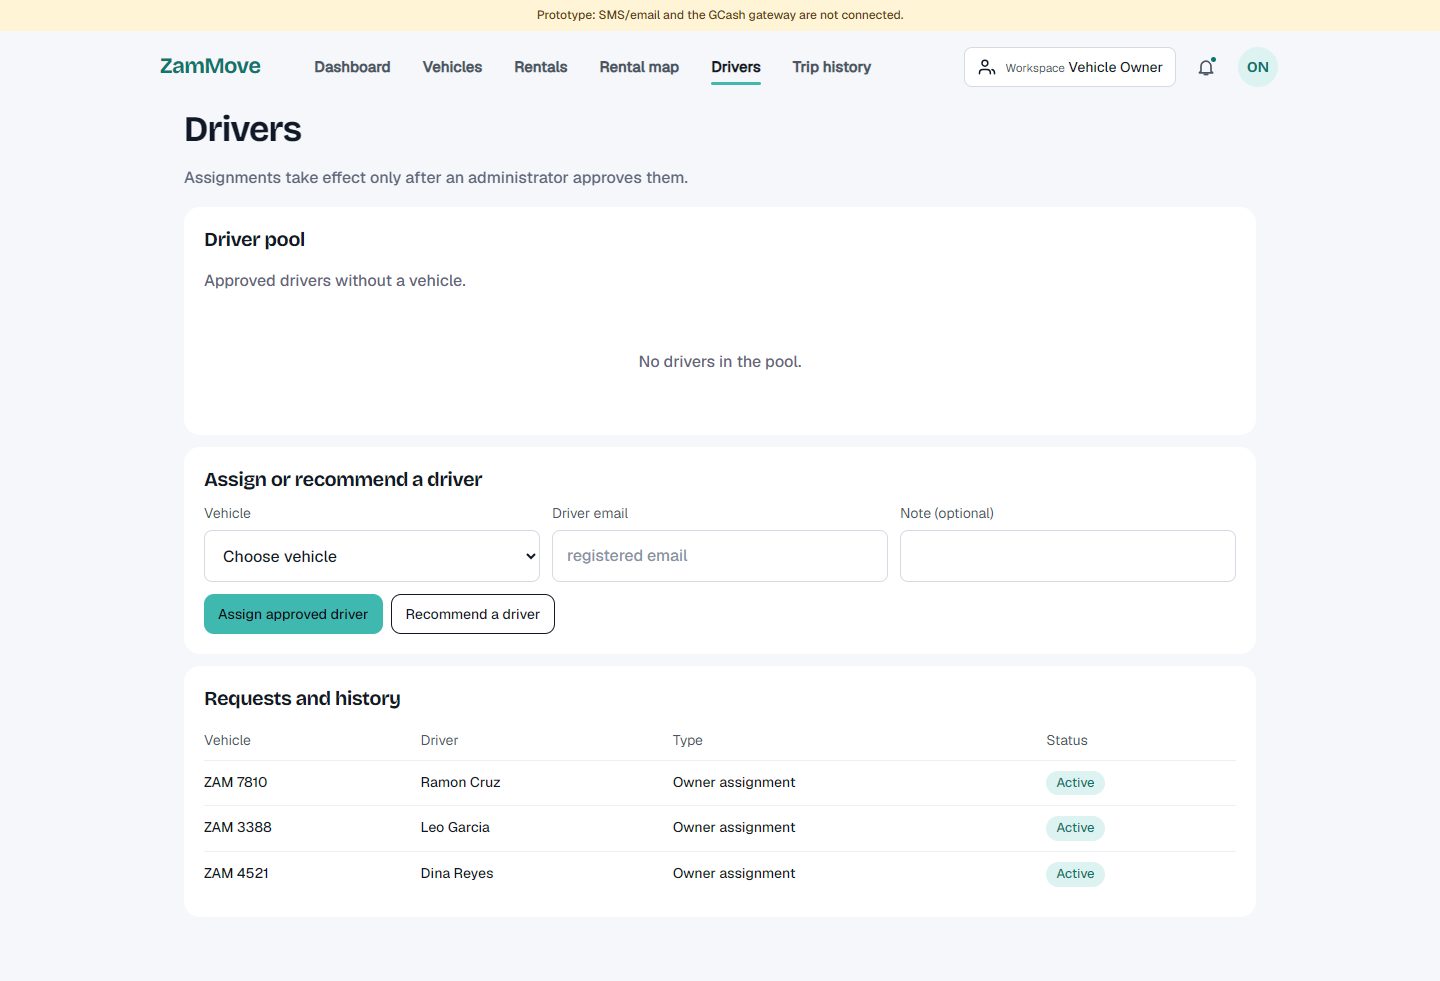 Prototype: SMS/email and the GCash gateway are not connected.
ZamMove Dashboard Vehicles Rentals Rental map Drivers Trip history Workspace Vehicle Owner ON
Drivers
Assignments take effect only after an administrator approves them.
Driver pool
Approved drivers without a vehicle.
No drivers in the pool.
Assign or recommend a driver
Vehicle Driver email Note (optional)
Choose vehicle registered email
Assign approved driver Recommend a driver
Requests and history
Vehicle Driver Type Status
ZAM 7810 Ramon Cruz Owner assignment Active
ZAM 3388 Leo Garcia Owner assignment Active
ZAM 4521 Dina Reyes Owner assignment Active